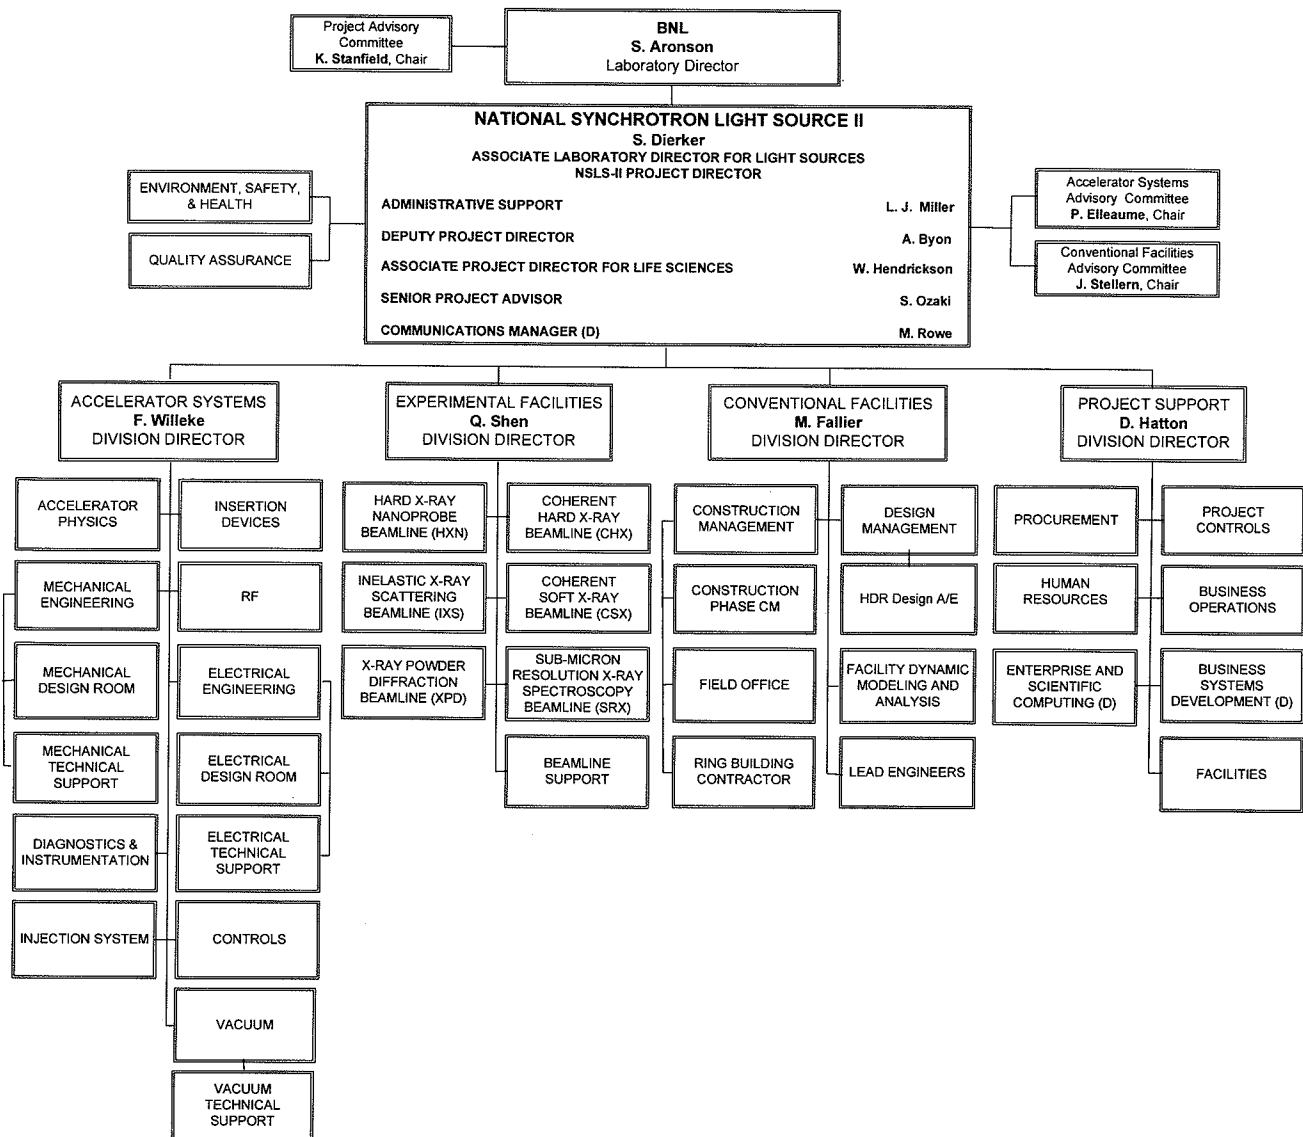 Project Advisory
Committee
K. Stanfield, Chair
BNL
S. Aronson
Laboratory Director
NATIONAL SYNCHROTRON LIGHT SOURCE II
S. Dierker
ASSOCIATE LABORATORY DIRECTOR FOR LIGHT SOURCES
NSLS-II PROJECT DIRECTOR
ADMINISTRATIVE SUPPORT L. J. Miller
DEPUTY PROJECT DIRECTOR A. Byon
ASSOCIATE PROJECT DIRECTOR FOR LIFE SCIENCES W. Hendrickson
SENIOR PROJECT ADVISOR S. Ozaki
COMMUNICATIONS MANAGER (D) M. Rowe
ENVIRONMENT, SAFETY,
& HEALTH
QUALITY ASSURANCE
Accelerator Systems
Advisory Committee
P. Elleaume, Chair
Conventional Facilities
Advisory Committee
J. Stellern, Chair
ACCELERATOR SYSTEMS
F. Willeke
DIVISION DIRECTOR
EXPERIMENTAL FACILITIES
Q. Shen
DIVISION DIRECTOR
CONVENTIONAL FACILITIES
M. Fallier
DIVISION DIRECTOR
PROJECT SUPPORT
D. Hatton
DIVISION DIRECTOR
ACCELERATOR
PHYSICS
INSERTION
DEVICES
MECHANICAL
ENGINEERING
RF
MECHANICAL
DESIGN ROOM
ELECTRICAL
ENGINEERING
MECHANICAL
TECHNICAL
SUPPORT
ELECTRICAL
DESIGN ROOM
DIAGNOSTICS &
INSTRUMENTATION
ELECTRICAL
TECHNICAL
SUPPORT
INJECTION SYSTEM
CONTROLS
VACUUM
VACUUM
TECHNICAL
SUPPORT
HARD X-RAY
NANOPROBE
BEAMLINE (HXN)
COHERENT
HARD X-RAY
BEAMLINE (CHX)
INELASTIC X-RAY
SCATTERING
BEAMLINE (IXS)
COHERENT
SOFT X-RAY
BEAMLINE (CSX)
X-RAY POWDER
DIFFRACTION
BEAMLINE (XPD)
SUB-MICRON
RESOLUTION X-RAY
SPECTROSCOPY
BEAMLINE (SRX)
BEAMLINE
SUPPORT
CONSTRUCTION
MANAGEMENT
DESIGN
MANAGEMENT
CONSTRUCTION
PHASE CM
HDR Design A/E
FIELD OFFICE
FACILITY DYNAMIC
MODELING AND
ANALYSIS
RING BUILDING
CONTRACTOR
LEAD ENGINEERS
PROCUREMENT
PROJECT
CONTROLS
HUMAN
RESOURCES
BUSINESS
OPERATIONS
ENTERPRISE AND
SCIENTIFIC
COMPUTING (D)
BUSINESS
SYSTEMS
DEVELOPMENT (D)
FACILITIES